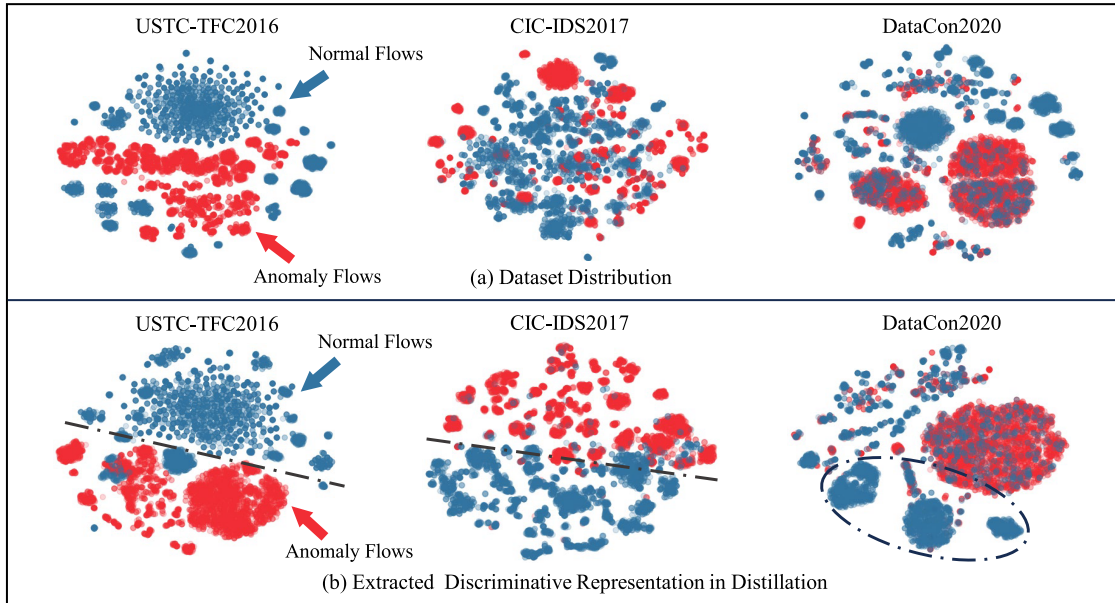 USTC-TFC2016
CIC-IDS2017
DataCon2020
Normal Flows
Anomaly Flows
(a) Dataset Distribution
USTC-TFC2016
CIC-IDS2017
DataCon2020
Normal Flows
Anomaly Flows
(b) Extracted Discriminative Representation in Distillation